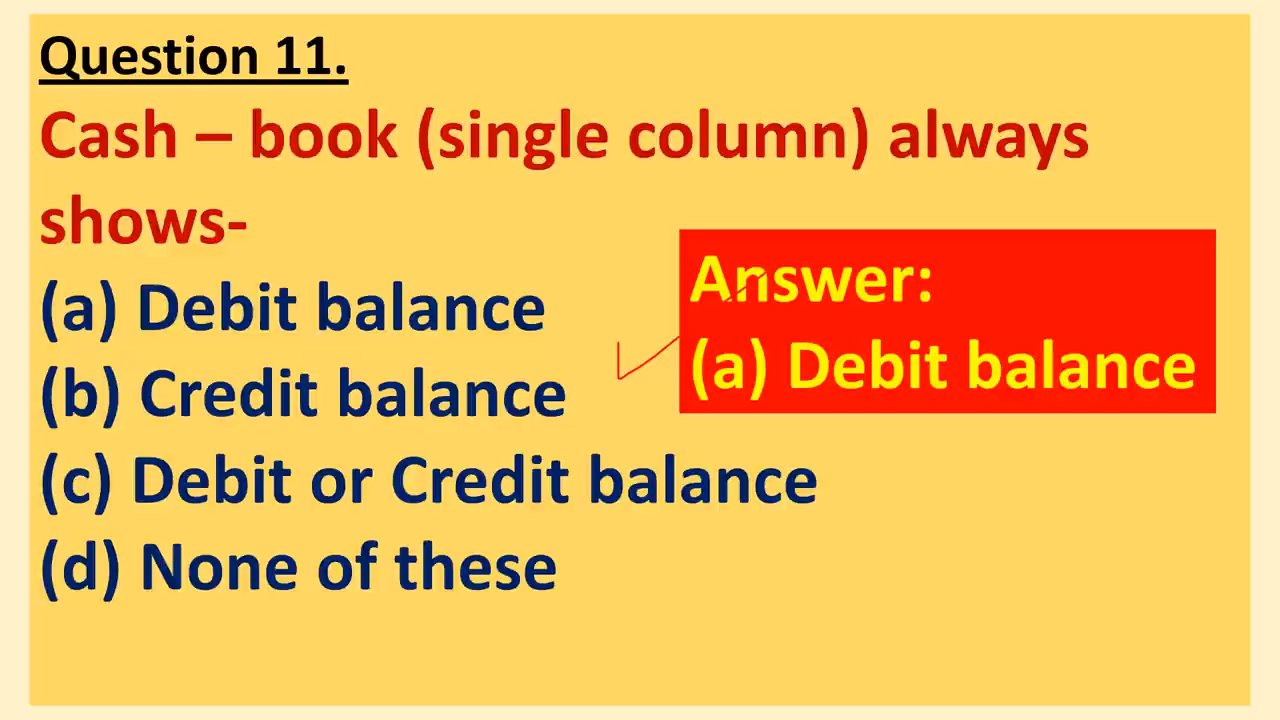 Question 11.
Cash – book (single column) always
shows-
(a) Debit balance
(b) Credit balance
(c) Debit or Credit balance
(d) None of these
Answer:
(a) Debit balance